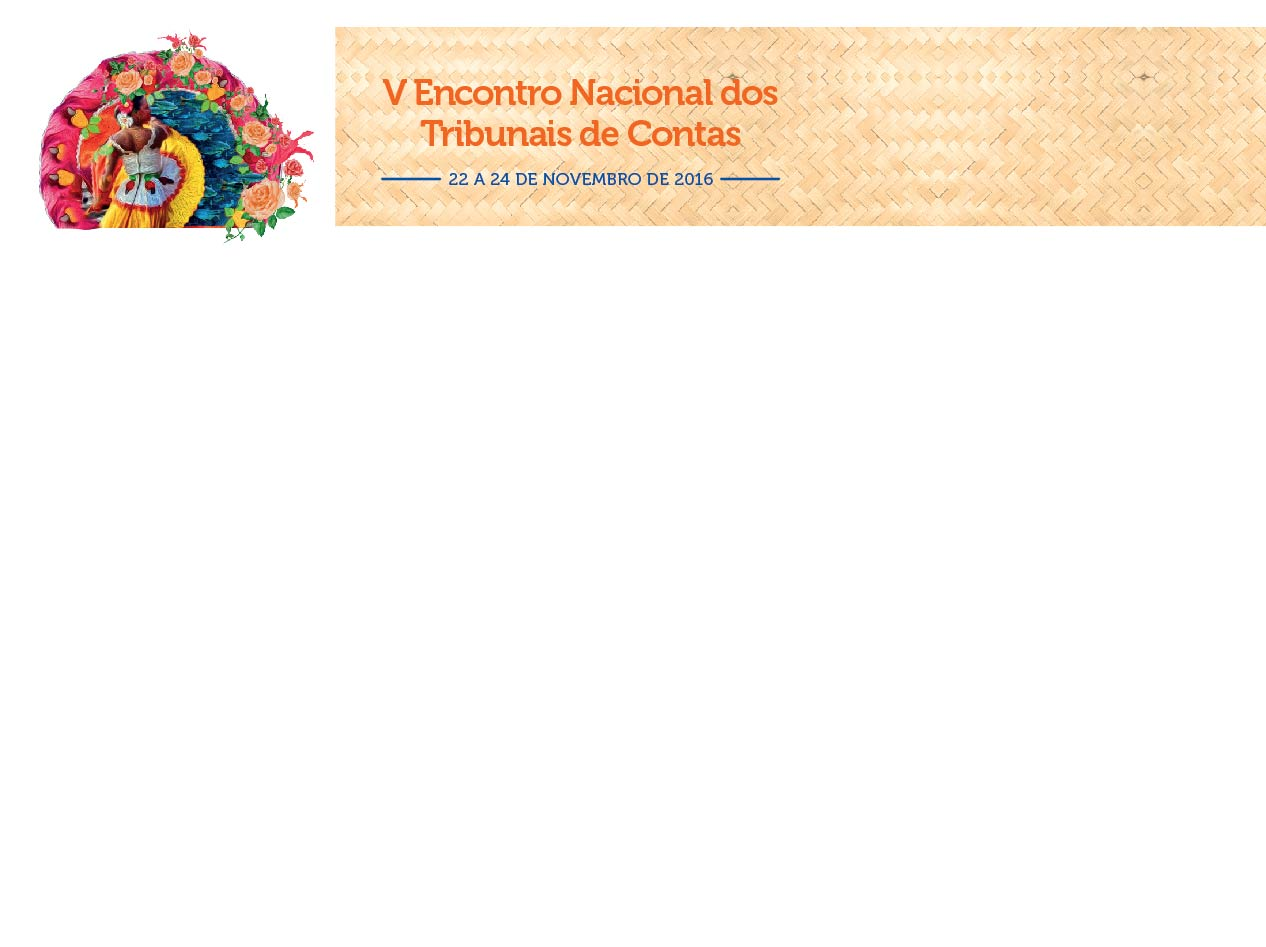 V Encontro Nacional dos
Tribunais de Contas
22 A 24 DE NOVEMBRO DE 2016